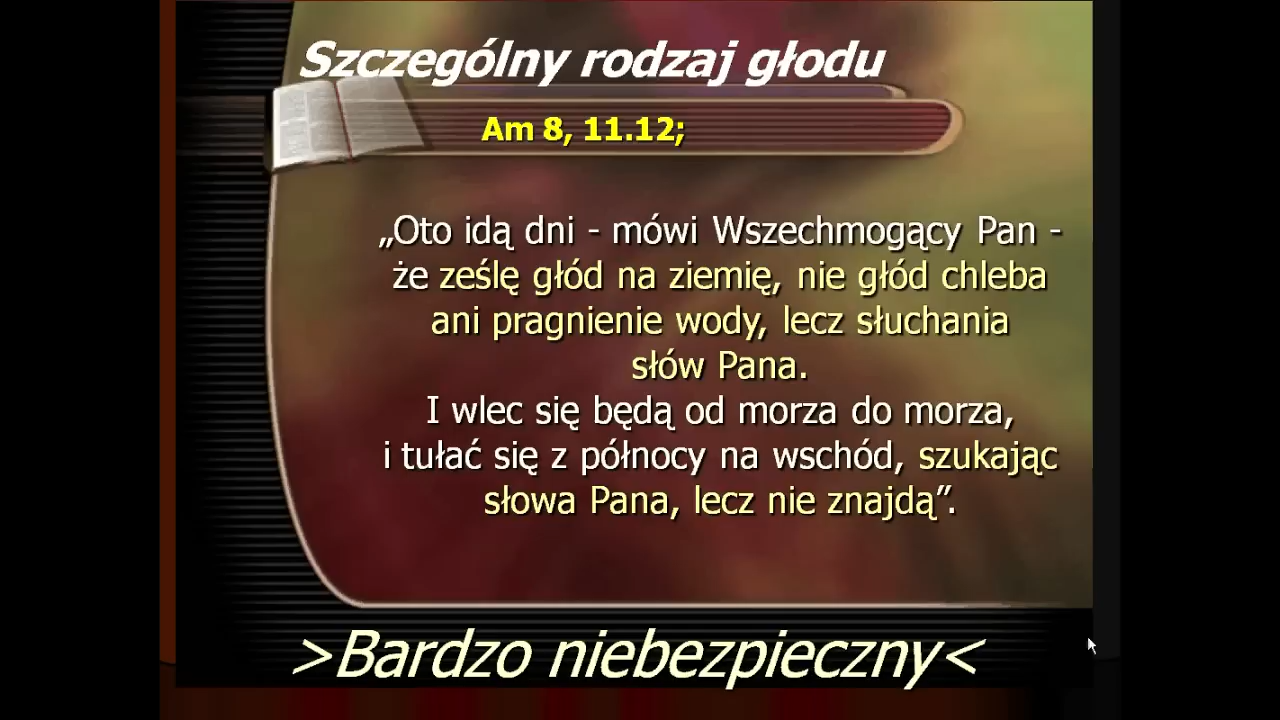 Szczególny rodzaj głodu
Am 8, 11.12;
„Oto idą dni - mówi Wszechmogący Pan -
że ześlę głód na ziemię, nie głód chleba
ani pragnienie wody, lecz słuchania
słów Pana.
I wlec się będą od morza do morza,
i tułać się z północy na wschód, szukając
słowa Pana, lecz nie znajdą”.
>Bardzo niebezpieczny<